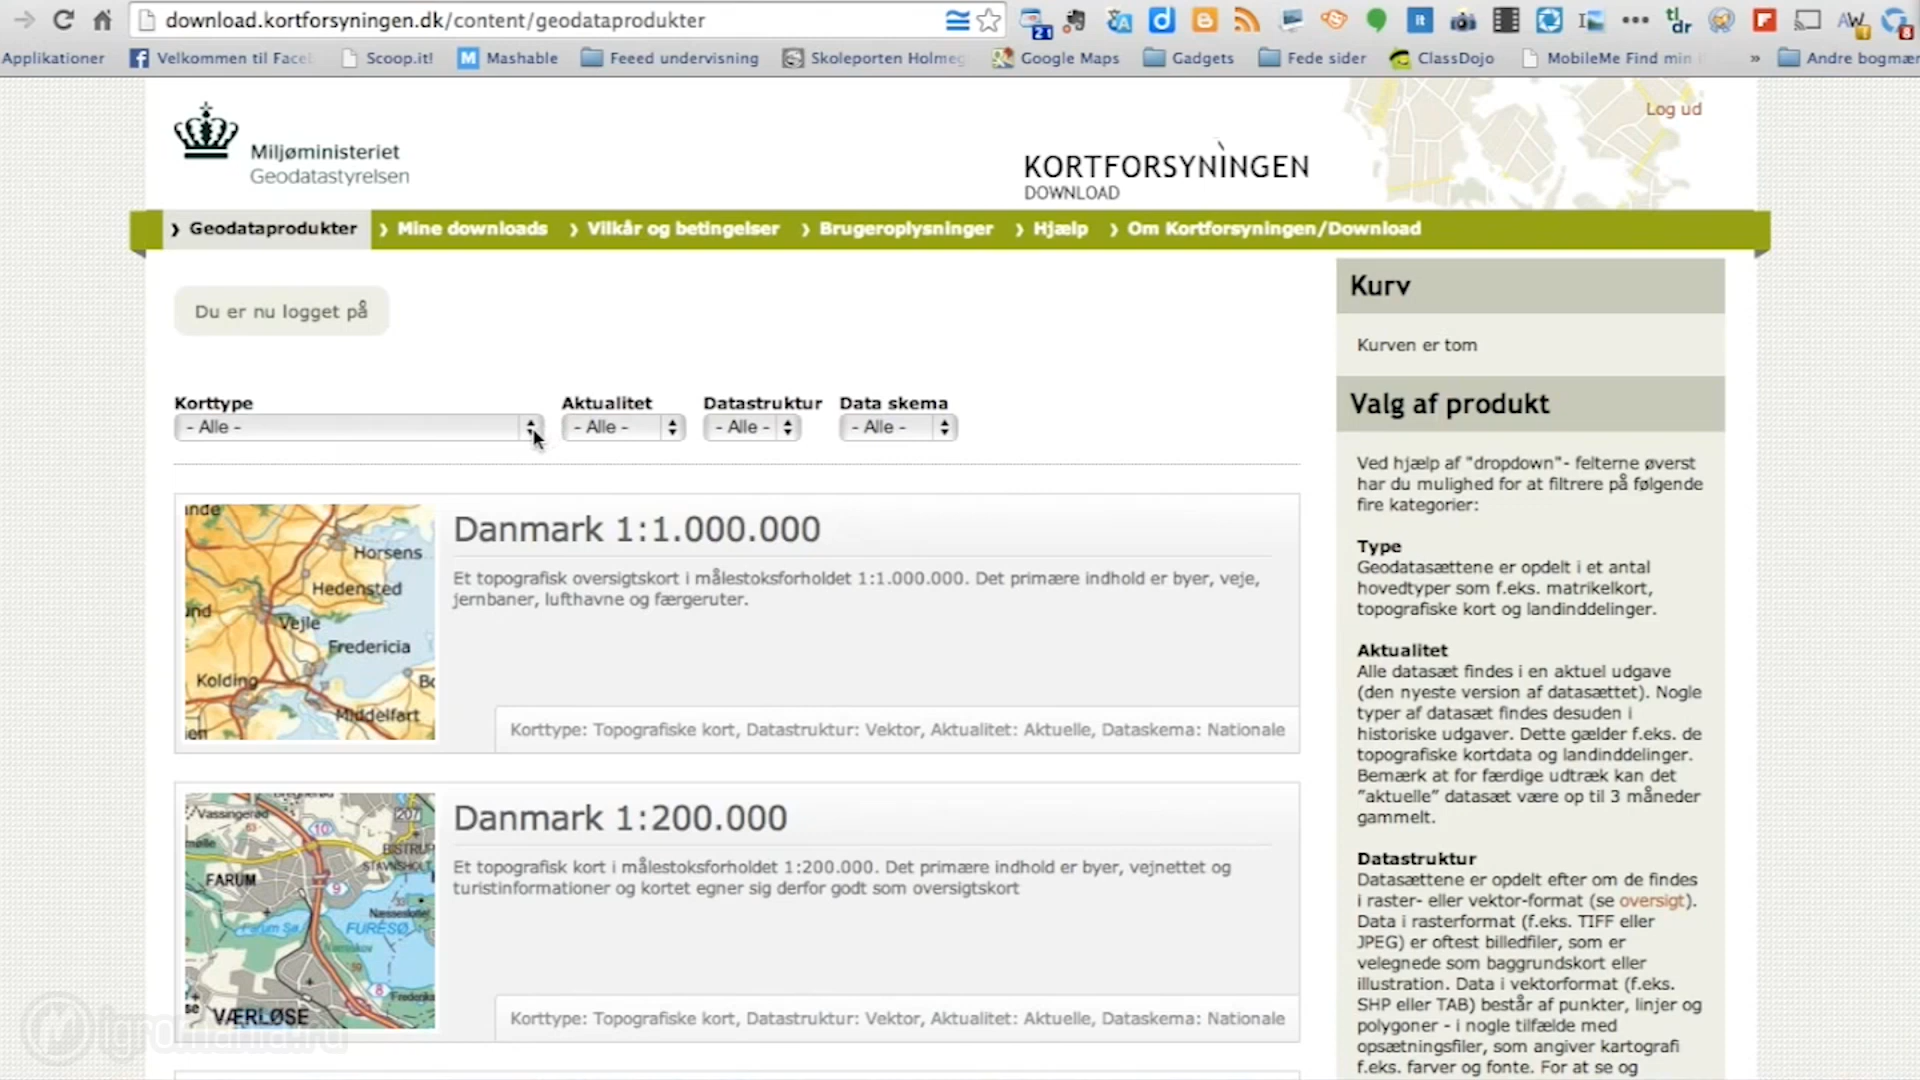 download.kortforsyningen.dk/content/geodataprodukter
Applikationer
Velkommen til Face
Scoop.it!
Mashable
Feeed undervisning
Skoleporten Holmeg
Google Maps
Gadgets
Fede sider
ClassDojo
MobileMe Find min
»
Andre bogmær
Log ud
Miljøministeriet
Geodatastyrelsen
KORTFORSYNINGEN
DOWNLOAD
Geodataprodukter
Mine downloads
Vilkår og betingelser
Brugeroplysninger
Hjælp
Om Kortforsyningen/Download
Du er nu logget på
Korttype Aktualitet Datastruktur Data skema
- Alle - - Alle - - Alle - - Alle -
Danmark 1:1.000.000
Et topografisk oversigtskort i målestoksforholdet 1:1.000.000. Det primære indhold er byer, veje,
jernbaner, lufthavne og færgeruter.
Korttype: Topografiske kort, Datastruktur: Vektor, Aktualitet: Aktuelle, Dataskema: Nationale
Horsens
Hedensted
Vejle
Fredericia
Kolding
Middelfart
Danmark 1:200.000
Et topografisk kort i målestoksforholdet 1:200.000. Det primære indhold er byer, vejnettet og
turistinformationer og kortet egner sig derfor godt som oversigtskort
Korttype: Topografiske kort, Datastruktur: Vektor, Aktualitet: Aktuelle, Dataskema: Nationale
Vassingerød
207
10
BISTRUP
FARUM
9
FURESØ
Farum Sø
8
VÆRLØSE
Kurv
Kurven er tom
Valg af produkt
Ved hjælp af "dropdown"- felterne øverst
har du mulighed for at filtrere på følgende
fire kategorier:
Type
Geodatasættene er opdelt i et antal
hovedtyper som f.eks. matrikelkort,
topografiske kort og landinddelinger.
Aktualitet
Alle datasæt findes i en aktuel udgave
(den nyeste version af datasættet). Nogle
typer af datasæt findes desuden i
historiske udgaver. Dette gælder f.eks. de
topografiske kortdata og landinddelinger.
Bemærk at for færdige udtræk kan det
"aktuelle" datasæt være op til 3 måneder
gammelt.
Datastruktur
Datasættene er opdelt efter om de findes
i raster- eller vektor-format (se oversigt).
Data i rasterformat (f.eks. TIFF eller
JPEG) er oftest billedfiler, som er
velegnede som baggrundskort eller
illustration. Data i vektorformat (f.eks.
SHP eller TAB) består af punkter, linjer og
polygoner - i nogle tilfælde med
opsætningsfiler, som angiver kartografi
f.eks. farver og fonte. For at se og
igromania.ru